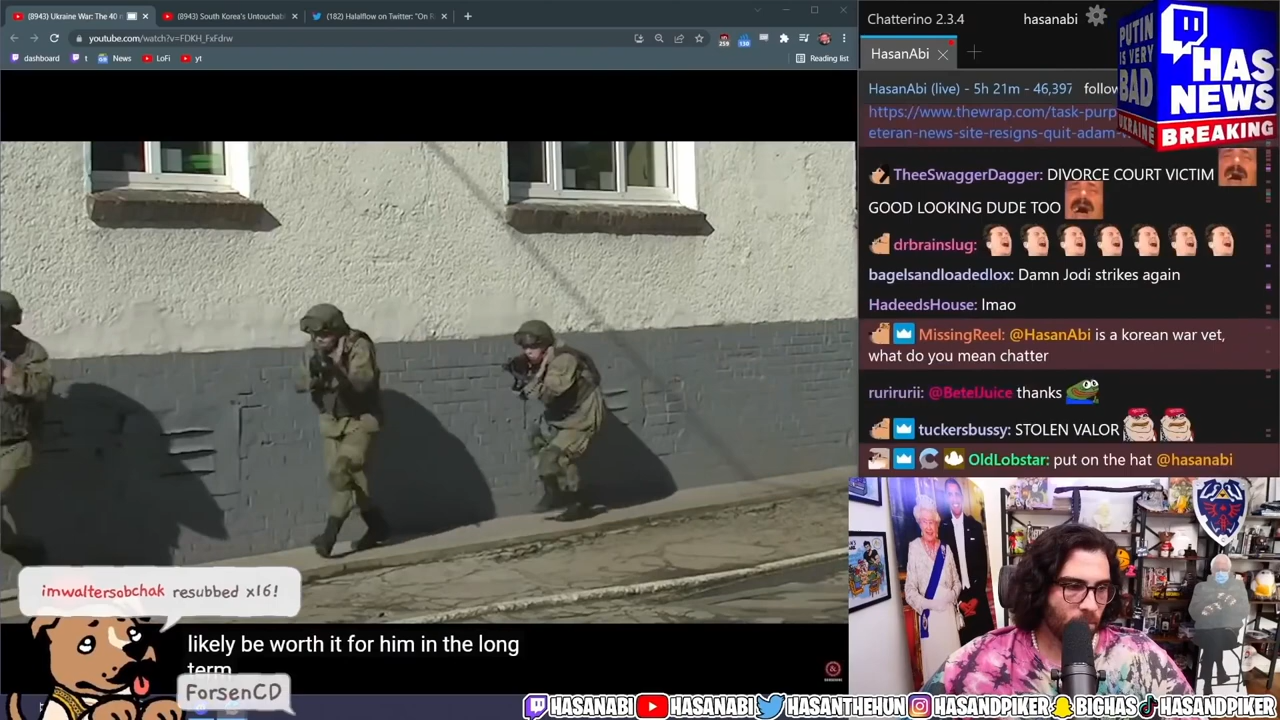 (8943) Ukraine War: The 40
(8943) South Korea's Untouchab
(182) Halalflow on Twitter: "On F
youtube.com/watch?v=FDKH_FxFdrw
259
130
dashboard
t
News
LoFi
yt
Reading list
Chatterino 2.3.4
hasanabi
HasanAbi
HasanAbi (live) - 5h 21m - 46,397
follow
https://www.thewrap.com/task-purp
eteran-news-site-resigns-quit-adam-
PUTIN
IS VERY
BAD
UKRAINE
HAS
NEWS
BREAKING
TheeSwaggerDagger: DIVORCE COURT VICTIM
GOOD LOOKING DUDE TOO
drbrainslug:
bagelsandloadedlox: Damn Jodi strikes again
HadeedsHouse: lmao
MissingReel: @HasanAbi is a korean war vet,
what do you mean chatter
rurirurii: @BetelJuice thanks
tuckersbussy: STOLEN VALOR
OldLobstar: put on the hat @hasanabi
imwaltersobchak resubbed x16!
likely be worth it for him in the long
term
ForsenCD
HASANABI
HASANABI
HASANTHEHUN
HASANDPIKER
BIGHAS
HASANDPIKER